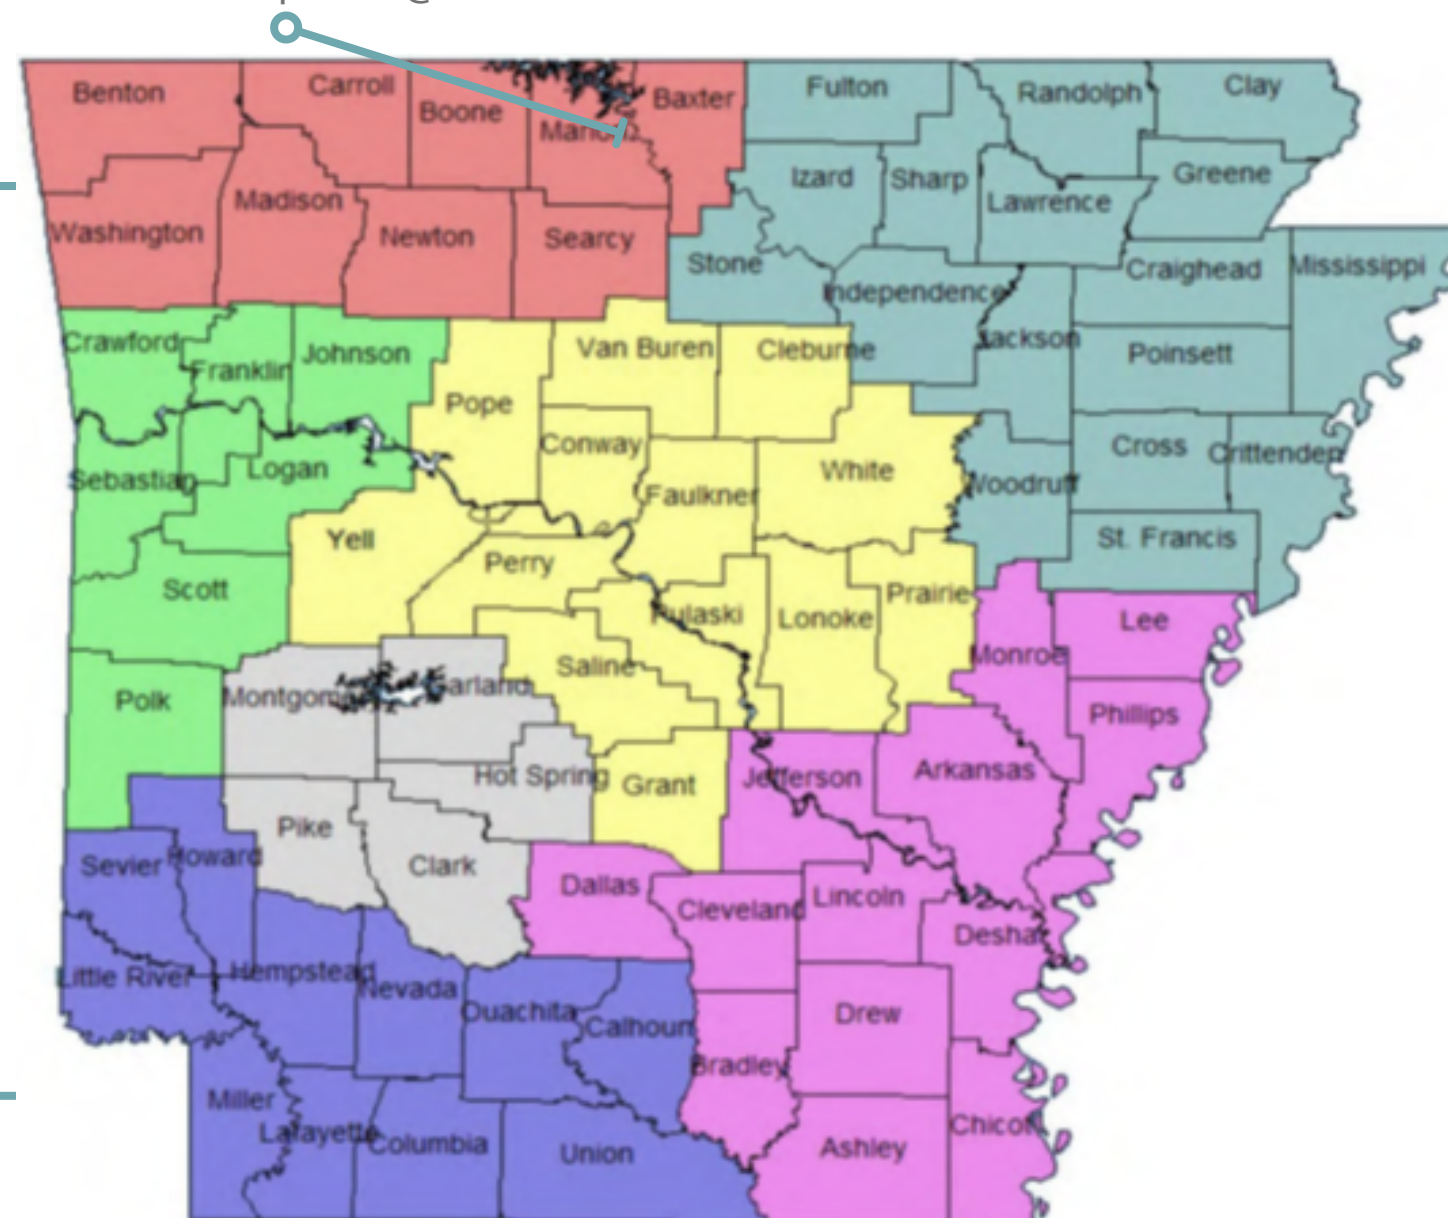 Benton
Carroll
Boone
Marion
Baxter
Fulton
Randolph
Clay
Washington
Madison
Newton
Searcy
Stone
Izard
Sharp
Lawrence
Greene
Independence
Jackson
Craighead
Mississippi
Crawford
Franklin
Johnson
Pope
Van Buren
Cleburne
Poinsett
Sebastian
Logan
Conway
Faulkner
White
Woodruff
Cross
Crittenden
St. Francis
Scott
Yell
Perry
Pulaski
Lonoke
Prairie
Monroe
Lee
Polk
Montgom
Garland
Saline
Phillips
Hot Spring
Grant
Jefferson
Arkansas
Pike
Clark
Dallas
Cleveland
Lincoln
Desha
Sevier
Howard
Little River
Hempstead
Nevada
Ouachita
Calhoun
Bradley
Drew
Miller
Lafayette
Columbia
Union
Ashley
Chicot